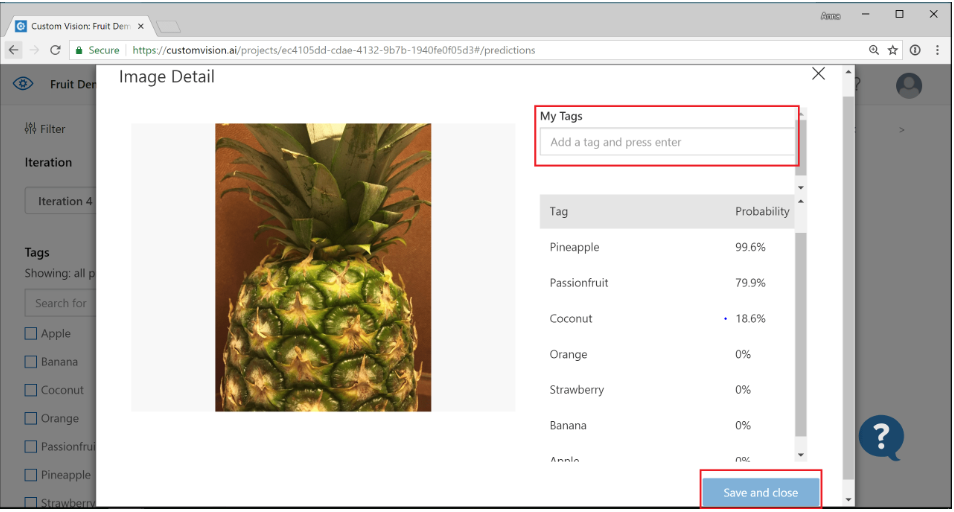 Custom Vision: Fruit Dem
Anna
Secure https://customvision.ai/projects/ec4105dd-cdae-4132-9b7b-1940fe0f05d3#/predictions
Fruit Den
Image Detail
?
Filter
>
Iteration
Iteration 4
Tags
Showing: all p
Search for
Apple
Banana
Coconut
Orange
Passionfrui
Pineapple
Strawberry
My Tags
Add a tag and press enter
Tag Probability
Pineapple 99.6%
Passionfruit 79.9%
Coconut 18.6%
Orange 0%
Strawberry 0%
Banana 0%
Apple 0%
?
Save and close